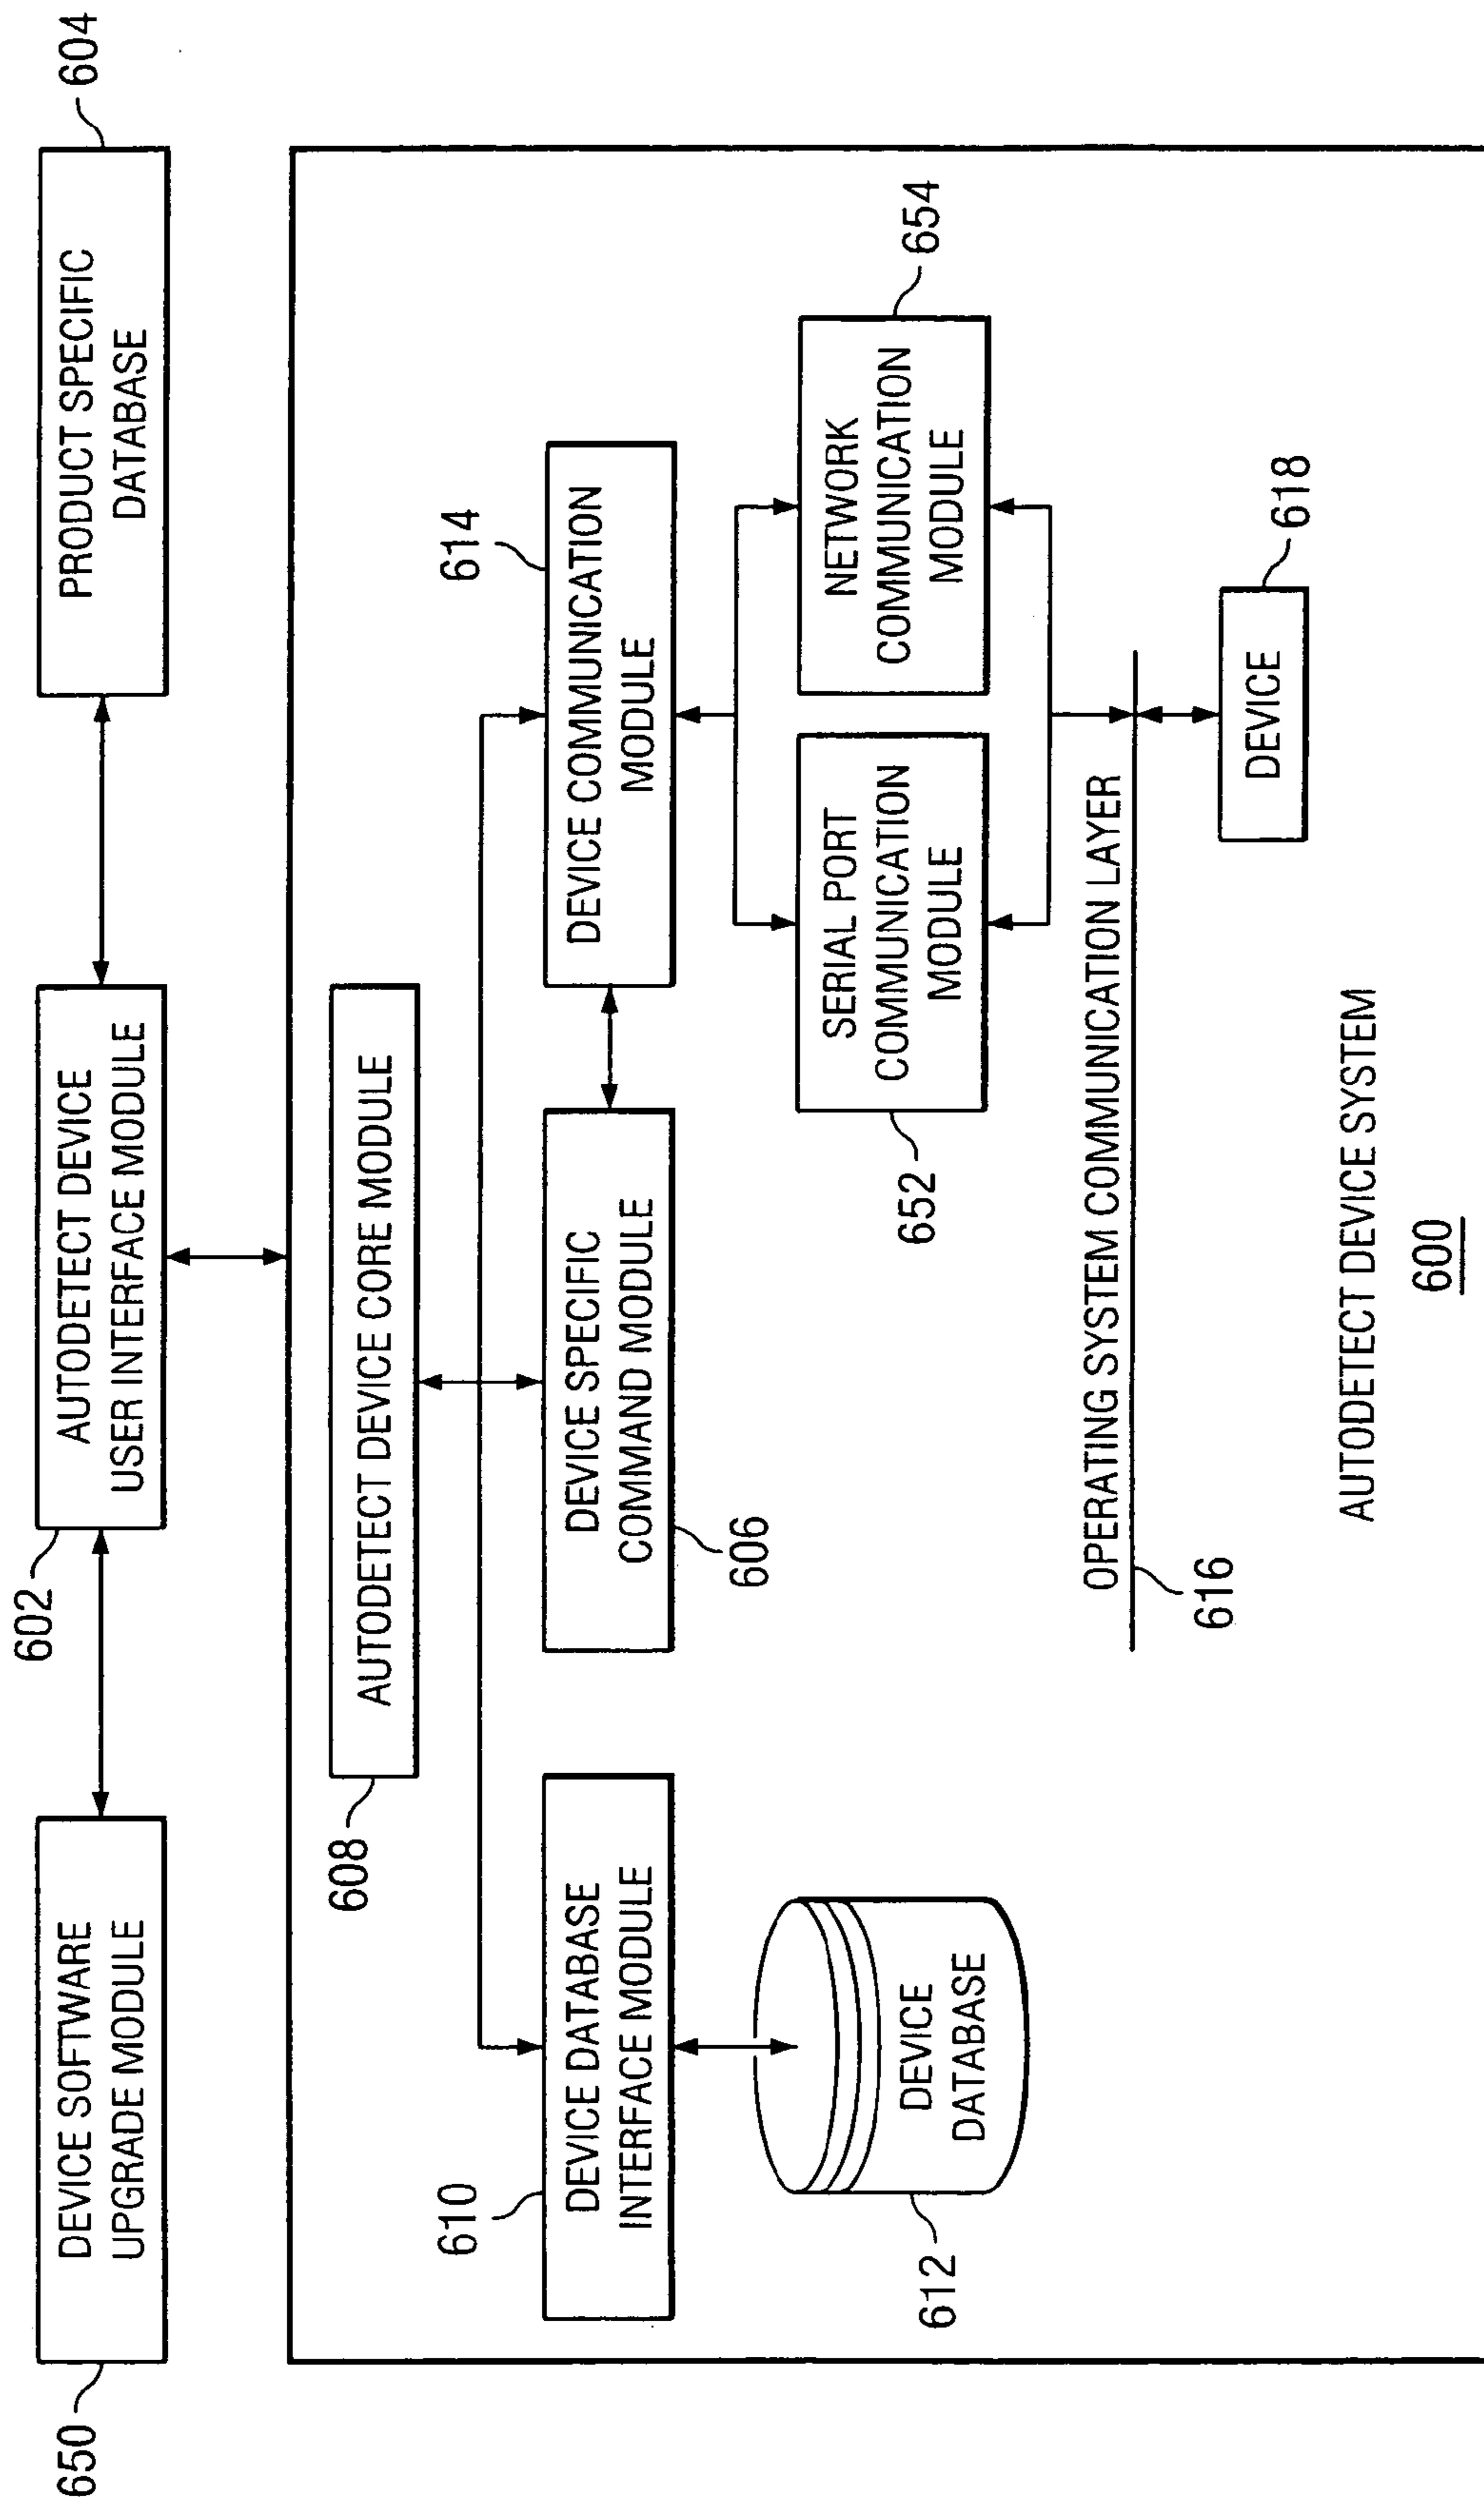 650
DEVICE SOFTWARE
UPGRADE MODULE
602
AUTODETECT DEVICE
USER INTERFACE MODULE
PRODUCT SPECIFIC
DATABASE
604
608
AUTODETECT DEVICE CORE MODULE
610
DEVICE DATABASE
INTERFACE MODULE
DEVICE SPECIFIC
COMMAND MODULE
606
614
DEVICE COMMUNICATION
MODULE
612
DEVICE
DATABASE
652
SERIAL PORT
COMMUNICATION
MODULE
NETWORK
COMMUNICATION
MODULE
654
OPERATING SYSTEM COMMUNICATION LAYER
616
DEVICE
618
AUTODETECT DEVICE SYSTEM
600